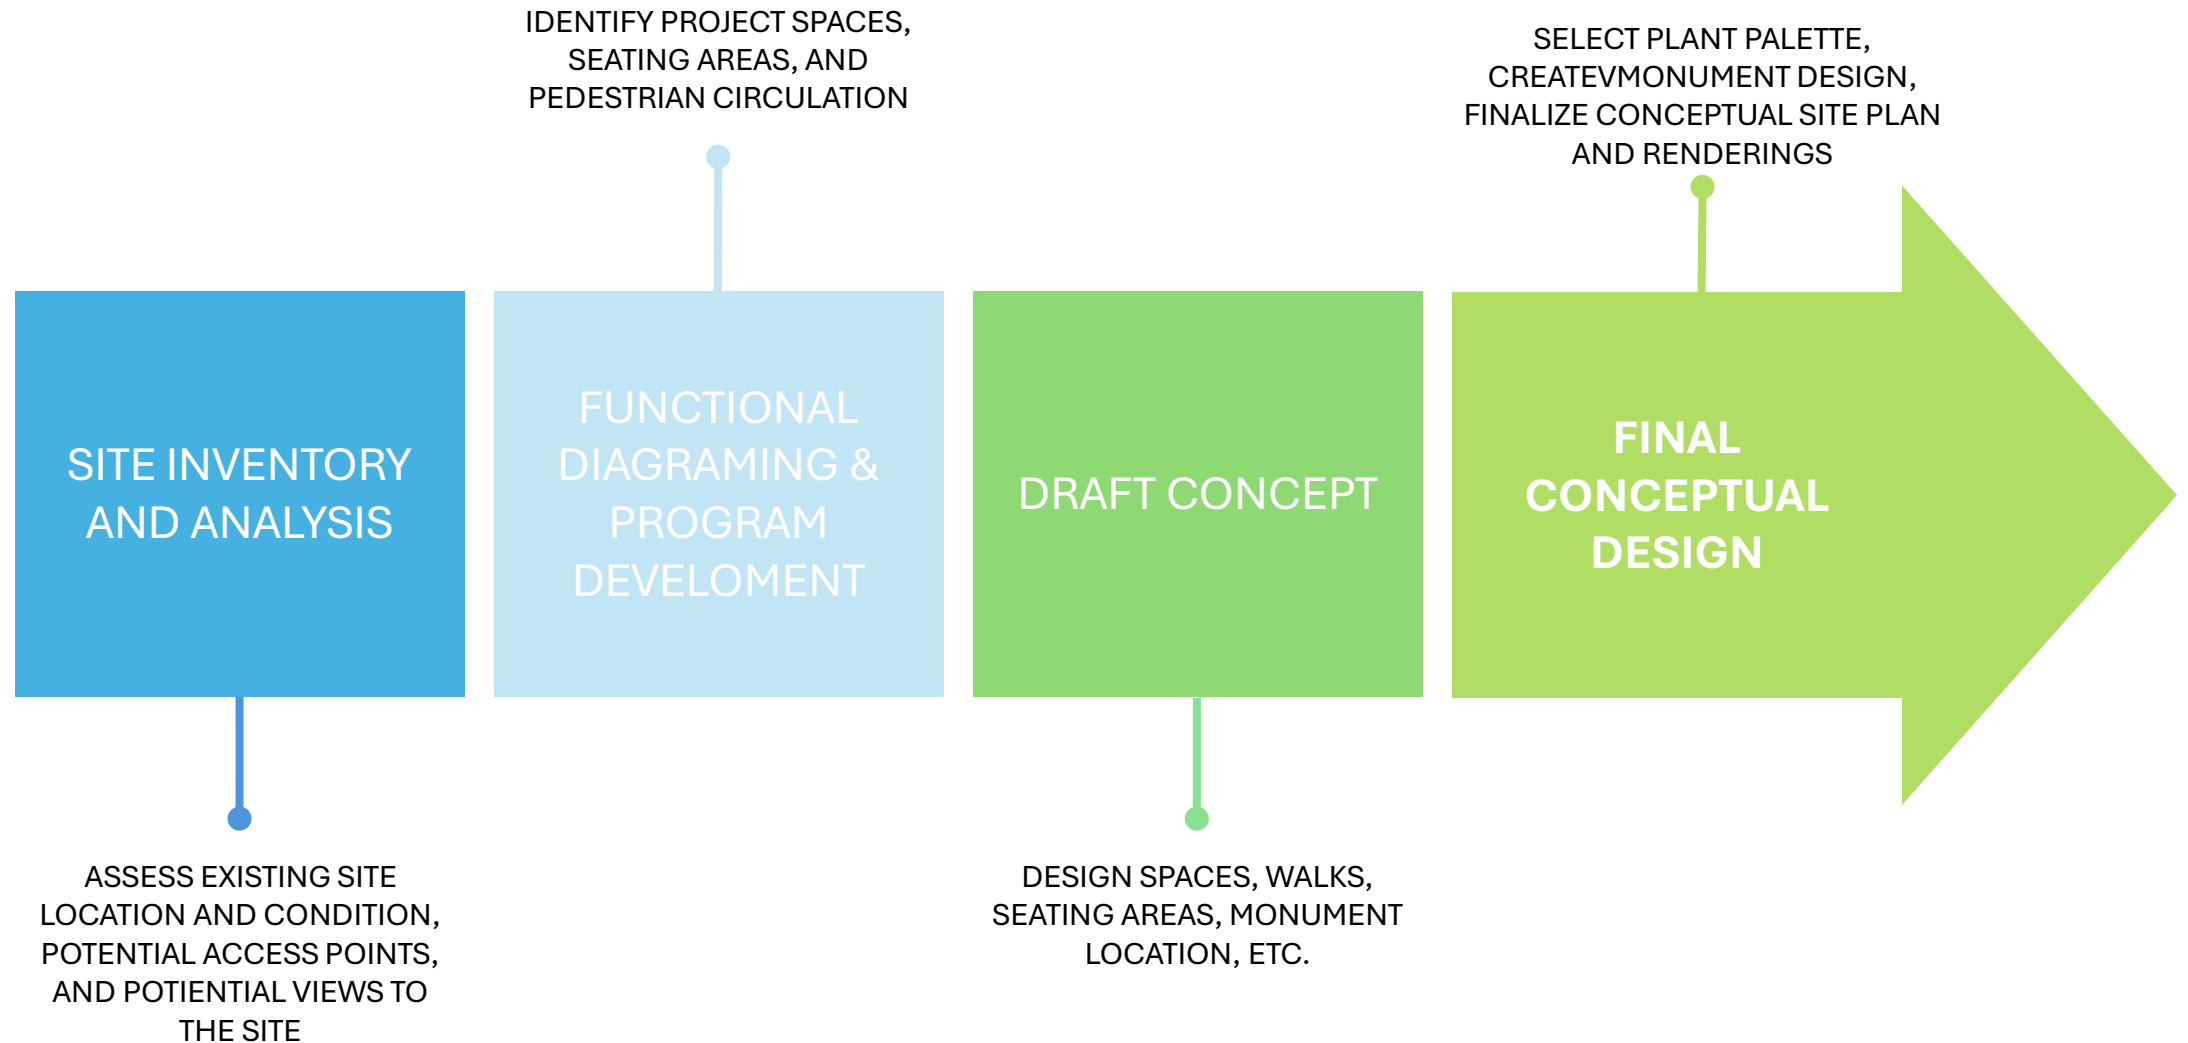 IDENTIFY PROJECT SPACES,
SEATING AREAS, AND
PEDESTRIAN CIRCULATION
SELECT PLANT PALETTE,
CREATEVMONUMENT DESIGN,
FINALIZE CONCEPTUAL SITE PLAN
AND RENDERINGS
SITE INVENTORY
AND ANALYSIS
FUNCTIONAL
DIAGRAMING &
PROGRAM
DEVELOMENT
DRAFT CONCEPT
FINAL
CONCEPTUAL
DESIGN
ASSESS EXISTING SITE
LOCATION AND CONDITION,
POTENTIAL ACCESS POINTS,
AND POTIENTIAL VIEWS TO
THE SITE
DESIGN SPACES, WALKS,
SEATING AREAS, MONUMENT
LOCATION, ETC.